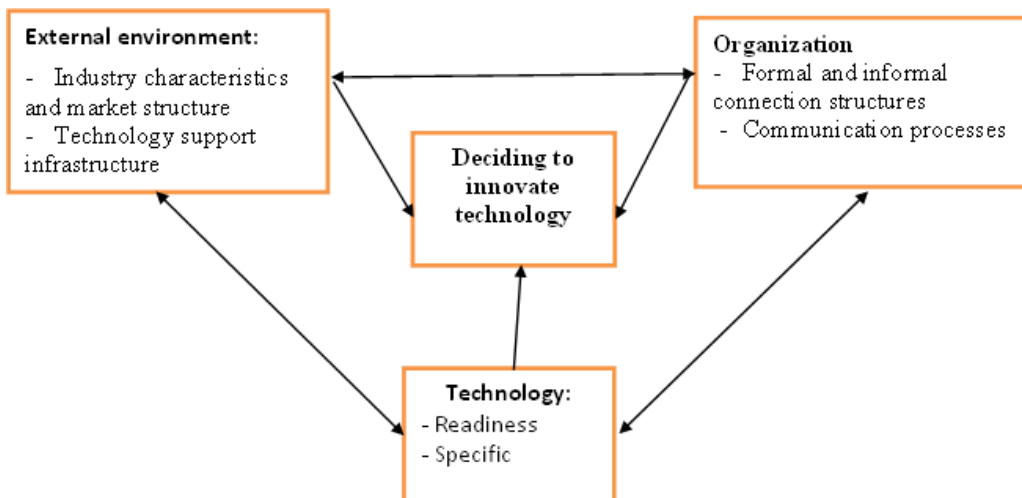 External environment:
- Industry characteristics
and market structure
- Technology support
infrastructure
Organization
- Formal and informal
connection structures
- Communication processes
Deciding to
innovate
technology
Technology:
- Readiness
- Specific